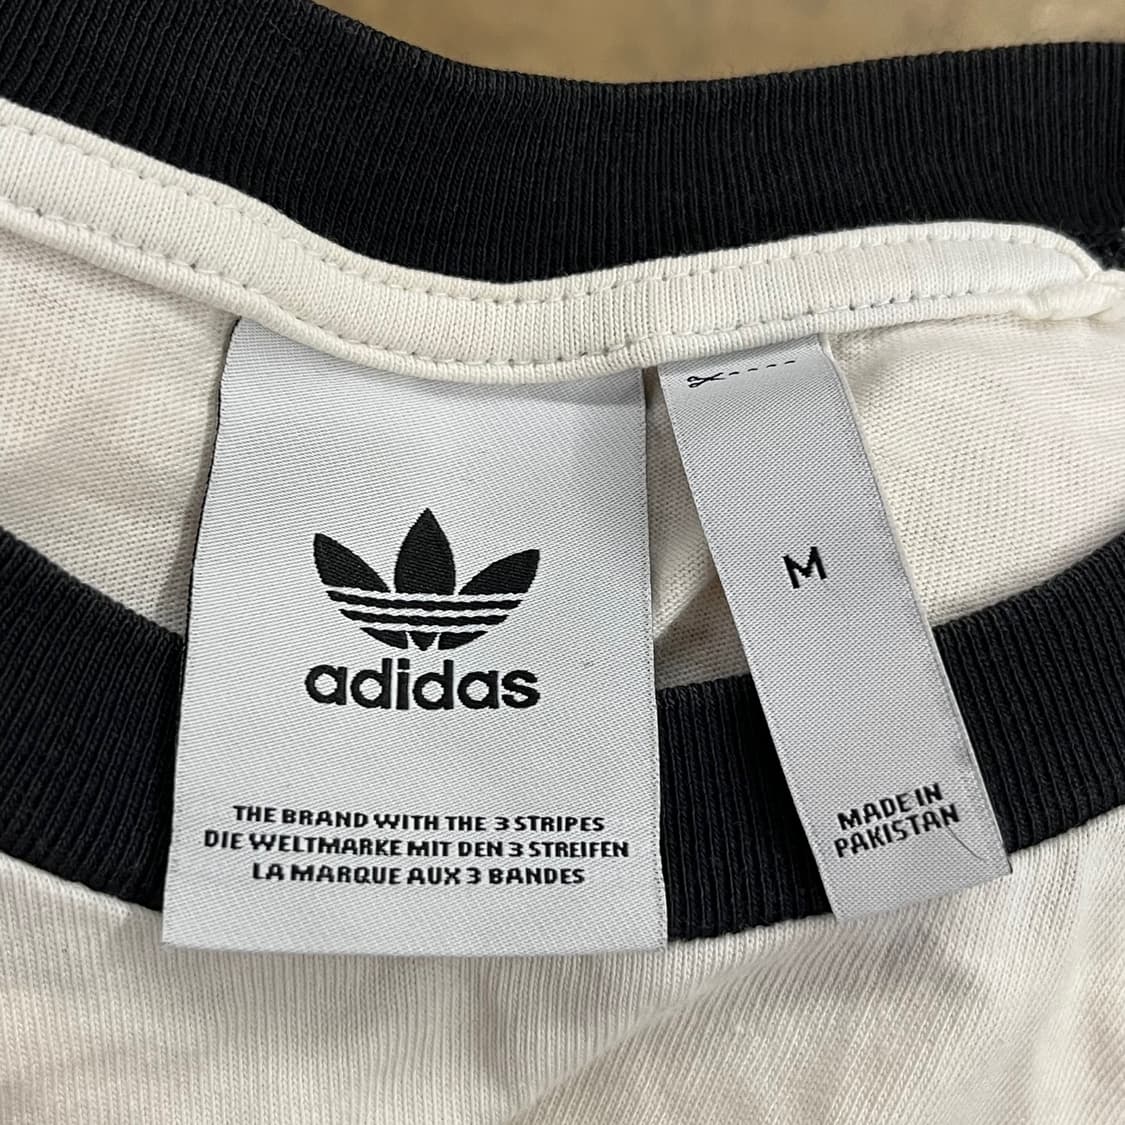 adidas
THE BRAND WITH THE 3 STRIPES
DIE WELTMARKE MIT DEN 3 STREIFEN
LA MARQUE AUX 3 BANDES
M
MADE IN
PAKISTAN